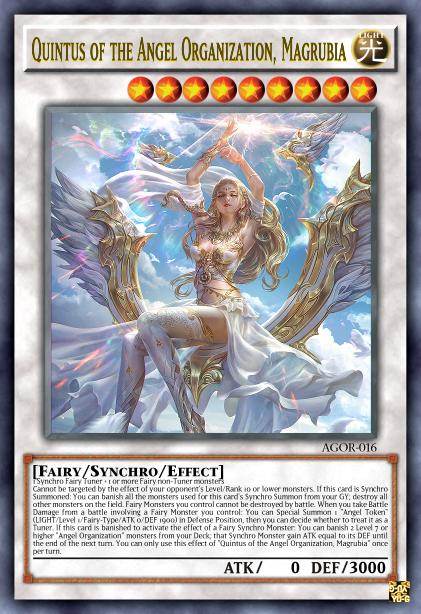 QUINTUS OF THE ANGEL ORGANIZATION, MAGRUBIA
LIGHT
光
AGOR-016
[FAIRY/SYNCHRO/EFFECT]
1 Synchro Fairy Tuner + 1 or more Fairy non-Tuner monsters
Cannot be targeted by the effect of your opponent's Level/Rank 10 or lower monsters. If this card is Synchro
Summoned: You can banish all the monsters used for this card's Synchro Summon from your GY; destroy all
other monsters on the field. Fairy Monsters you control cannot be destroyed by battle. When you take Battle
Damage from a battle involving a Fairy Monster you control: You can Special Summon 1 "Angel Token"
(LIGHT/Level 1/Fairy-Type/ATK 0/DEF 1900) in Defense Position, then you can decide whether to treat it as a
Tuner. If this card is banished to activate the effect of a Fairy Synchro Monster: You can banish 2 Level 7 or
higher "Angel Organization" monsters from your Deck; that Synchro Monster gain ATK equal to its DEF until
the end of the next turn. You can only use this effect of "Quintus of the Angel Organization, Magrubia" once
per turn.
ATK/ 0 DEF/3000